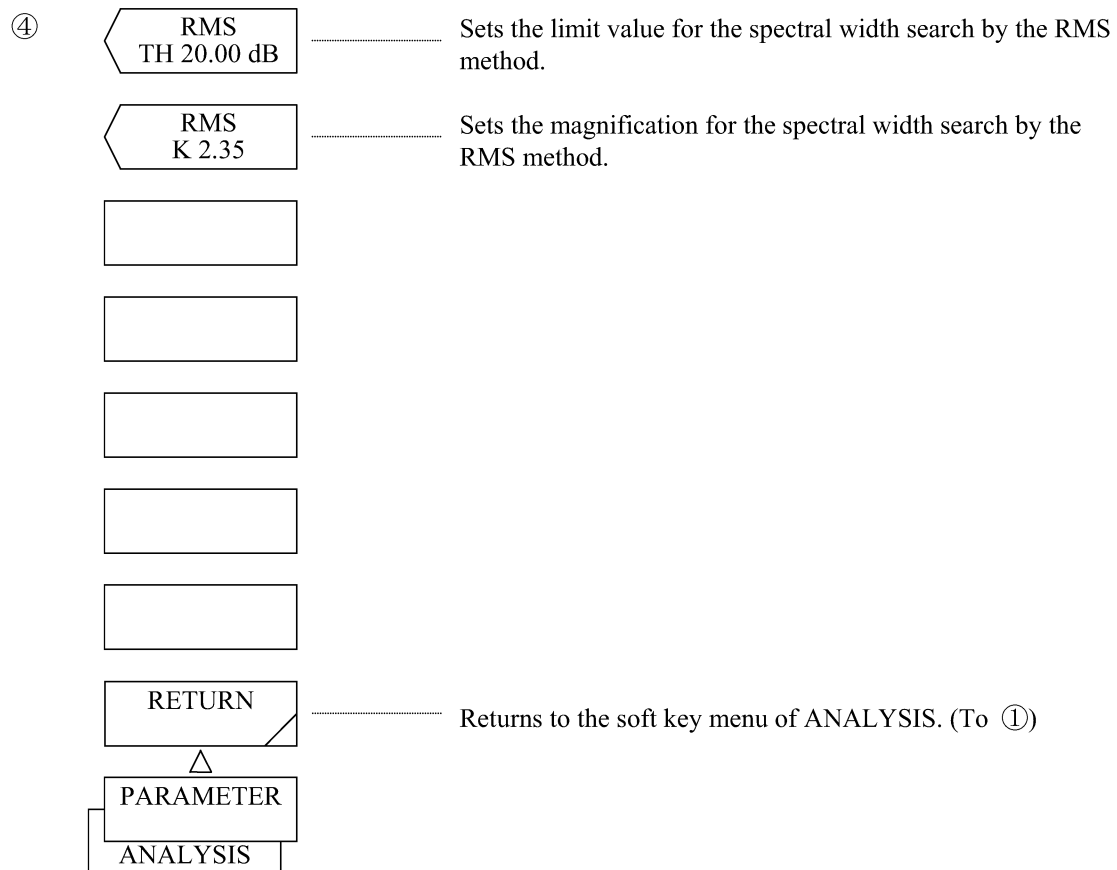 ④
RMS
TH 20.00 dB
Sets the limit value for the spectral width search by the RMS
method.
RMS
K 2.35
Sets the magnification for the spectral width search by the
RMS method.
RETURN
Returns to the soft key menu of ANALYSIS. (To ①)
PARAMETER
ANALYSIS